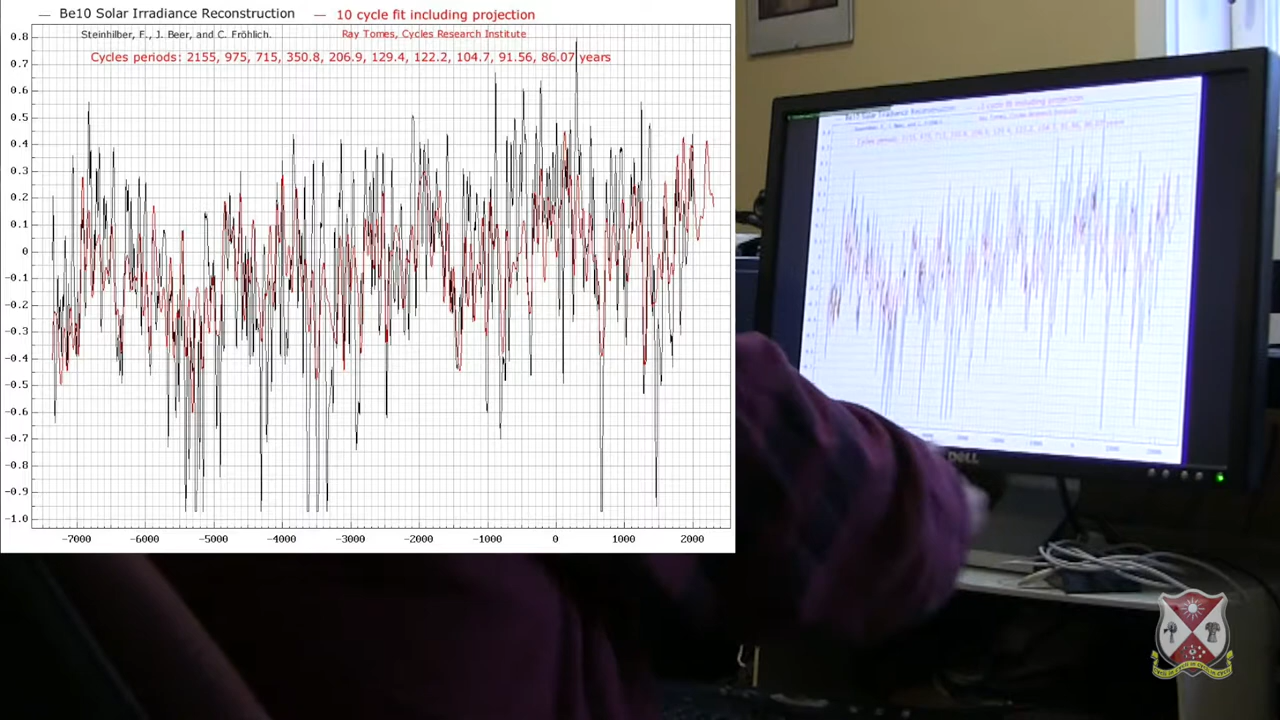 Be10 Solar Irradiance Reconstruction
10 cycle fit including projection
Steinhilber, F., J. Beer, and C. Fröhlich.
Ray Tomes, Cycles Research Institute
Cycles periods: 2155, 975, 715, 350.8, 206.9, 129.4, 122.2, 104.7, 91.56, 86.07 years
0.8
0.7
0.6
0.5
0.4
0.3
0.2
0.1
0
-0.1
-0.2
-0.3
-0.4
-0.5
-0.6
-0.7
-0.8
-0.9
-1.0
-7000 -6000 -5000 -4000 -3000 -2000 -1000 0 1000 2000
DELL